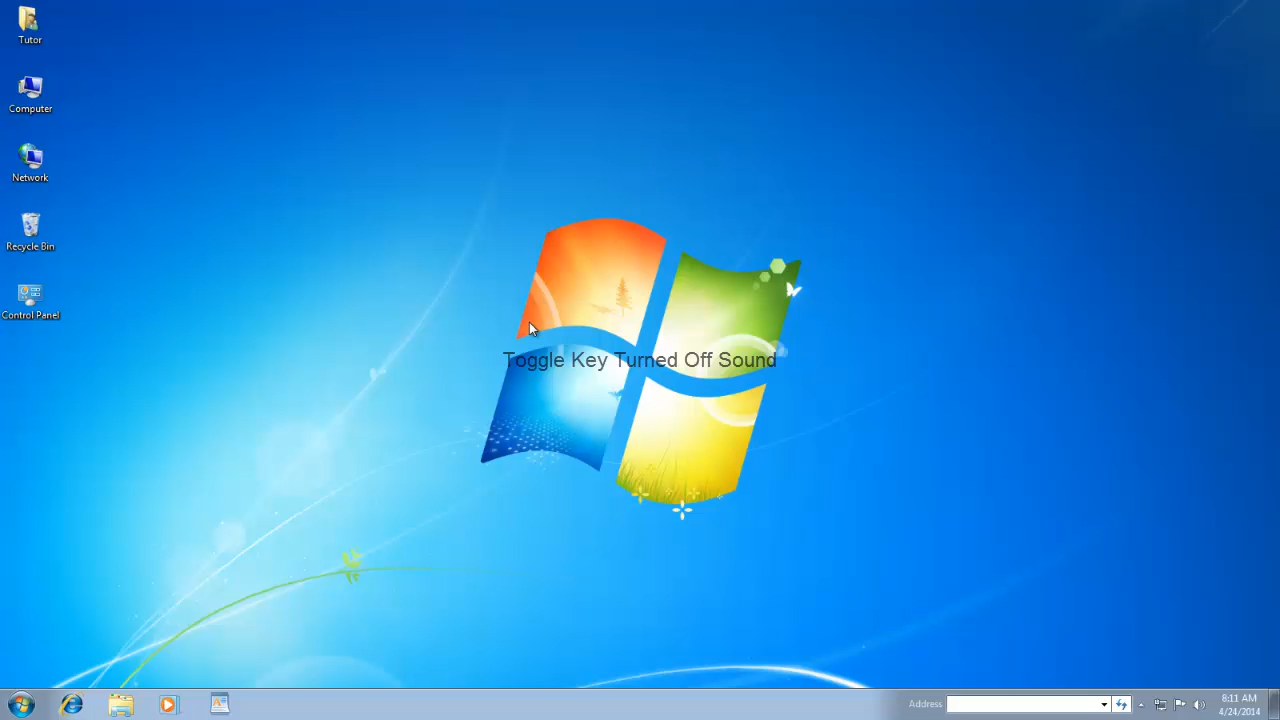 Tutor
Computer
Network
Recycle Bin
Control Panel
Toggle Key Turned Off Sound
Address
8:11 AM
4/24/2014